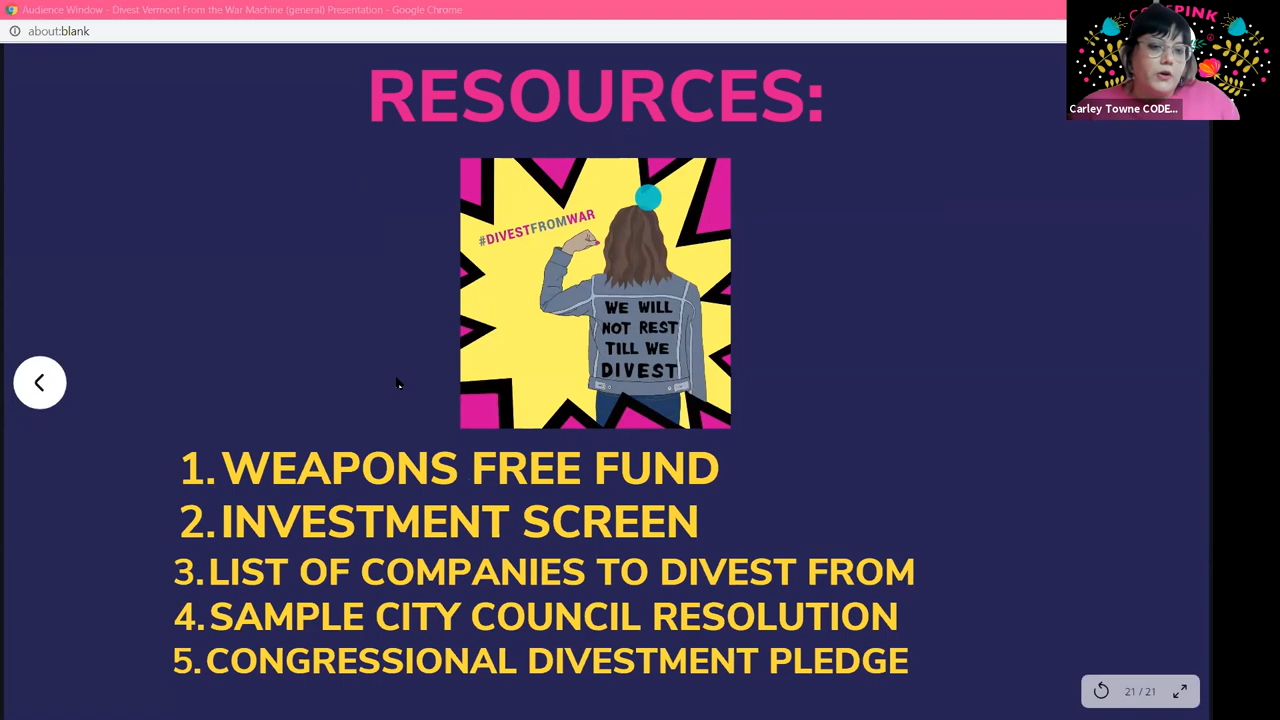 Audience Window - Divest Vermont From the War Machine (general) Presentation - Google Chrome
about:blank
PINK
Carley Towne CODE...
RESOURCES:
#DIVESTFROMWAR
WE WILL
NOT REST
TILL WE
DIVEST
1. WEAPONS FREE FUND
2. INVESTMENT SCREEN
3. LIST OF COMPANIES TO DIVEST FROM
4. SAMPLE CITY COUNCIL RESOLUTION
5. CONGRESSIONAL DIVESTMENT PLEDGE
21 / 21